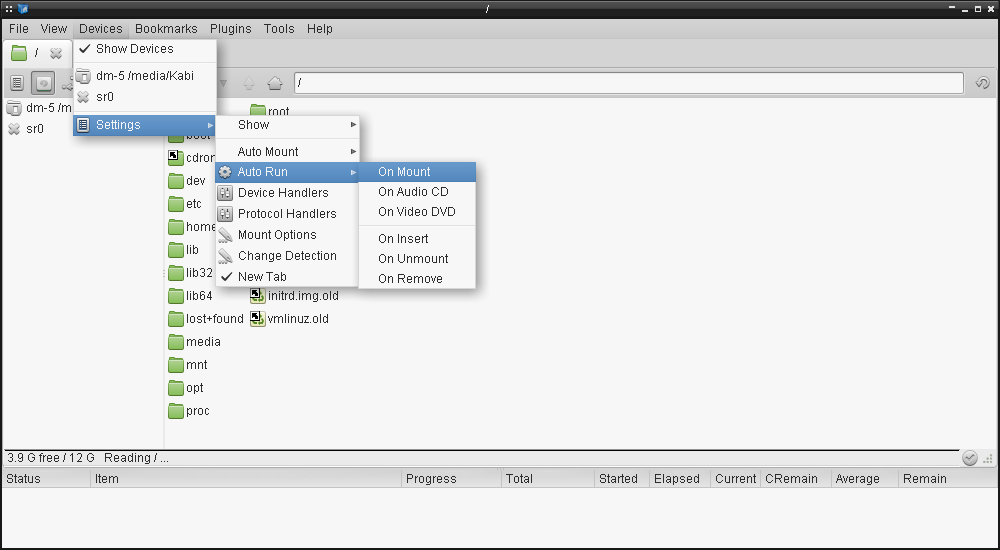 /
File View Devices Bookmarks Plugins Tools Help
/
Show Devices
dm-5 /media/Kabi
sr0
Settings
/
dm-5 /m
sr0
Show
Auto Mount
Auto Run
Device Handlers
Protocol Handlers
Mount Options
Change Detection
New Tab
On Mount
On Audio CD
On Video DVD
On Insert
On Unmount
On Remove
root
boot
cdron
dev
etc
home
lib
lib32
lib64
lost+found
media
mnt
opt
proc
initrd.img.old
vmlinuz.old
3.9 G free / 12 G Reading / ...
Status Item Progress Total Started Elapsed Current CRemain Average Remain